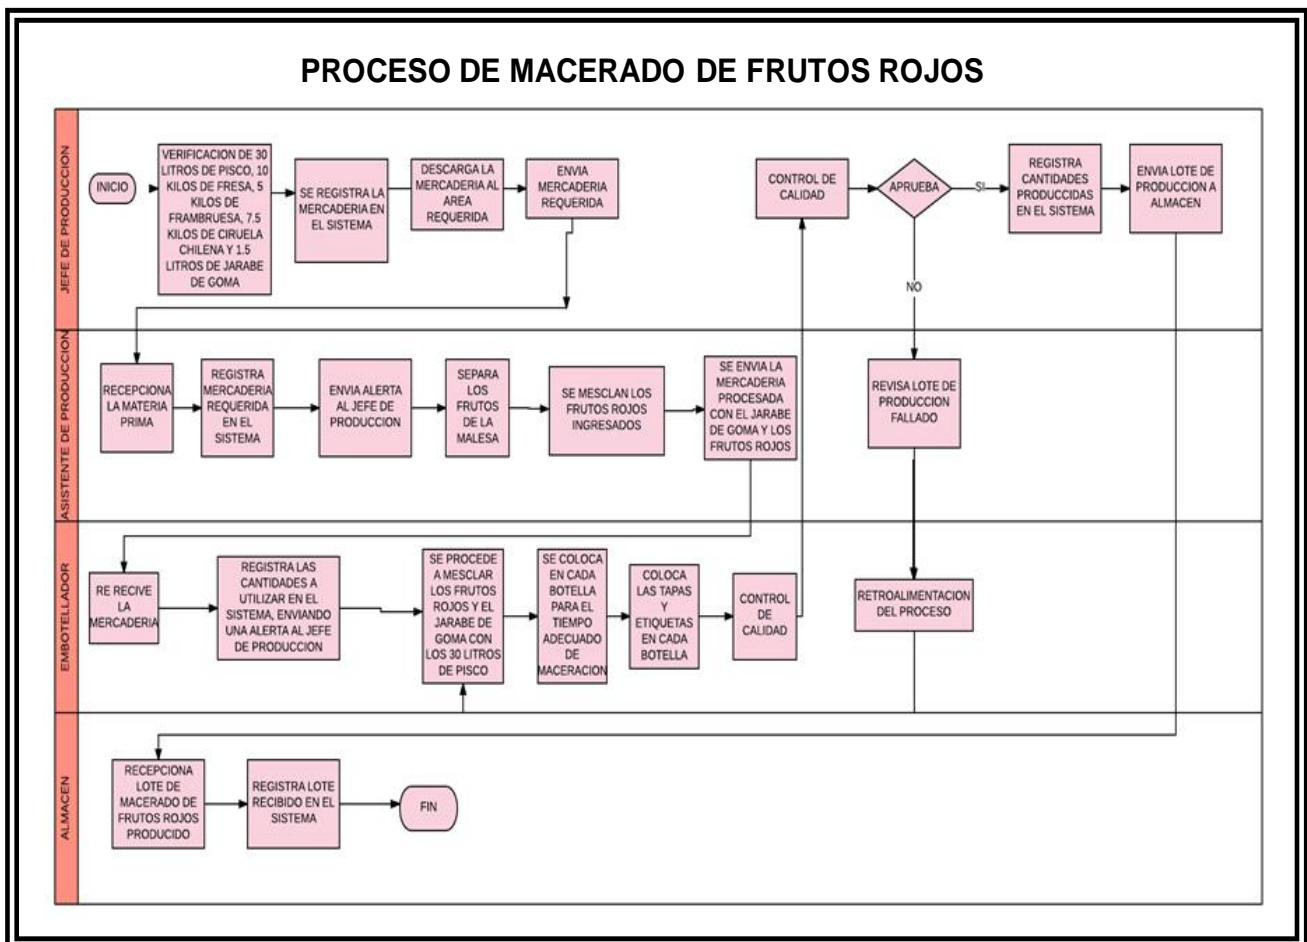 PROCESO DE MACERADO DE FRUTOS ROJOS
JEFE DE PRODUCCION
INICIO
VERIFICACION DE 30
LITROS DE PISCO, 10
KILOS DE FRESA, 5
KILOS DE
FRAMBRUESA, 7.5
KILOS DE CIRUELA
CHILENA Y 1.5
LITROS DE JARABE
DE GOMA
SE REGISTRA LA
MERCADERIA EN
EL SISTEMA
DESCARGA LA
MERCADERIA AL
AREA
REQUERIDA
ENVIA
MERCADERIA
REQUERIDA
CONTROL DE
CALIDAD
APRUEBA
SI
NO
REGISTRA
CANTIDADES
PRODUCCIDAS
EN EL SISTEMA
ENVIA LOTE DE
PRODUCCION A
ALMACEN
ASISTENTE DE PRODUCCION
RECEPCIONA
LA MATERIA
PRIMA
REGISTRA
MERCADERIA
REQUERIDA
EN EL
SISTEMA
ENVIA ALERTA
AL JEFE DE
PRODUCCION
SEPARA
LOS
FRUTOS
DE LA
MALESA
SE MESCLAN LOS
FRUTOS ROJOS
INGRESADOS
SE ENVIA LA
MERCADERIA
PROCESADA
CON EL JARABE
DE GOMA Y LOS
FRUTOS ROJOS
REVISA LOTE DE
PRODUCCION
FALLADO
EMBOTELLADOR
RE RECIVE
LA
MERCADERIA
REGISTRA LAS
CANTIDADES A
UTILIZAR EN EL
SISTEMA, ENVIANDO
UNA ALERTA AL JEFE
DE PRODUCCION
SE PROCEDE
A MESCLAR
LOS FRUTOS
ROJOS Y EL
JARABE DE
GOMA CON
LOS 30 LITROS
DE PISCO
SE COLOCA
EN CADA
BOTELLA
PARA EL
TIEMPO
ADECUADO
DE
MACERACION
COLOCA
LAS TAPAS
Y
ETIQUETAS
EN CADA
BOTELLA
CONTROL
DE
CALIDAD
RETROALIMENTACION
DEL PROCESO
ALMACEN
RECEPCIONA
LOTE DE
MACERADO DE
FRUTOS ROJOS
PRODUCIDO
REGISTRA LOTE
RECIBIDO EN EL
SISTEMA
FIN